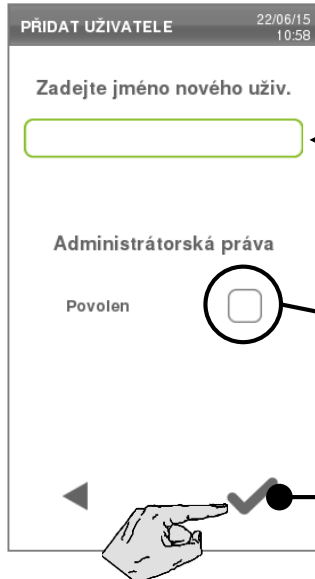 PŘIDAT UŽIVATELE
22/06/15
10:58
Zadejte jméno nového uživ.
Administrátorská práva
Povolen